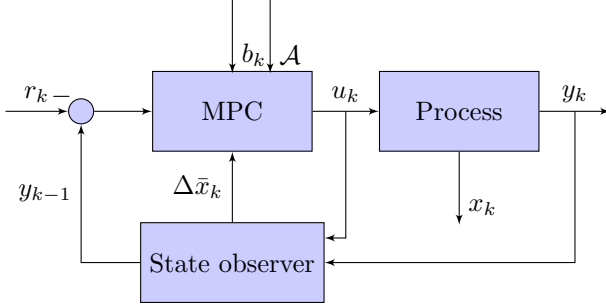 b_k
𝒜
r_k
−
MPC
u_k
Process
y_k
y_{k−1}
Δx̄_k
x_k
State observer